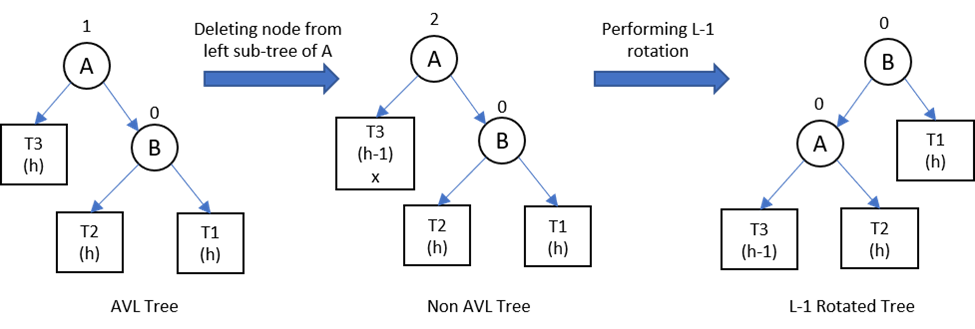 1
A
0
B
T3
(h)
T2
(h)
T1
(h)
AVL Tree
Deleting node from
left sub-tree of A
2
A
0
B
T3
(h-1)
x
T2
(h)
T1
(h)
Non AVL Tree
Performing L-1
rotation
0
B
0
A
T1
(h)
T3
(h-1)
T2
(h)
L-1 Rotated Tree